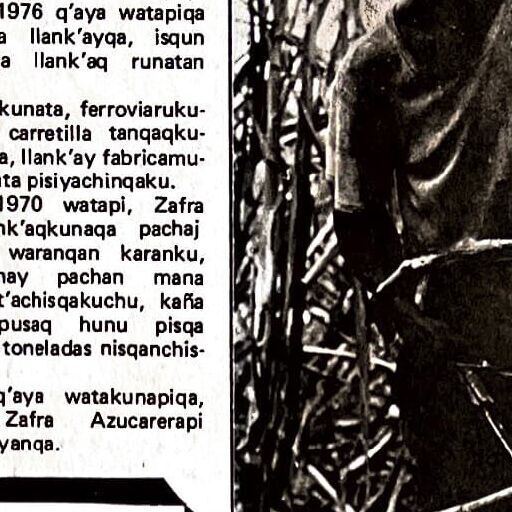 1976 q'aya watapiqa
a llank'ayqa, isqun
a llank'aq runatan
kunata, ferroviaruku-
carretilla tanqaqku-
a, llank'ay fabricamu-
ata pisiyachinqaku.
1970 watapi, Zafra
nk'aqkunaqa pachaj
waranqan karanku,
nay pachan mana
t'achisqakuchu, kaña
pusaq hunu pisqa
toneladas nisqanchis-
q'aya watakunapiqa,
Zafra Azucarerapi
yanqa.